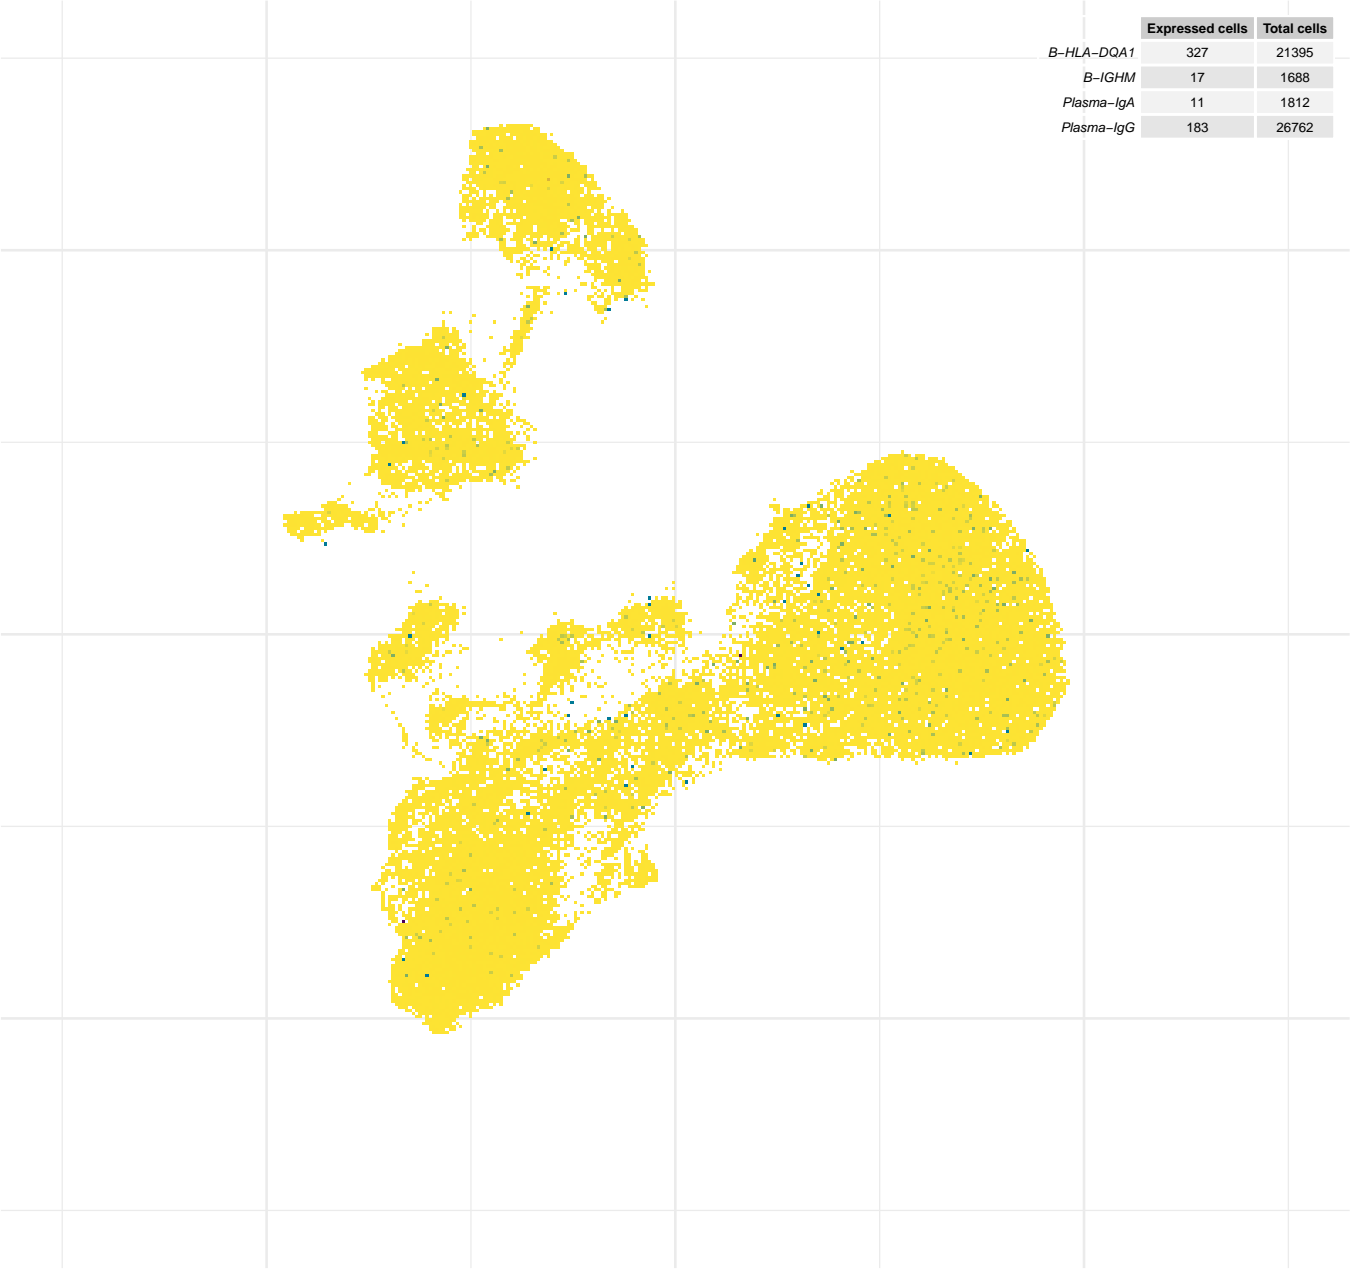 Expressed cells Total cells
B−HLA−DQA1 327 21395
B−IGHM 17 1688
Plasma−IgA 11 1812
Plasma−IgG 183 26762